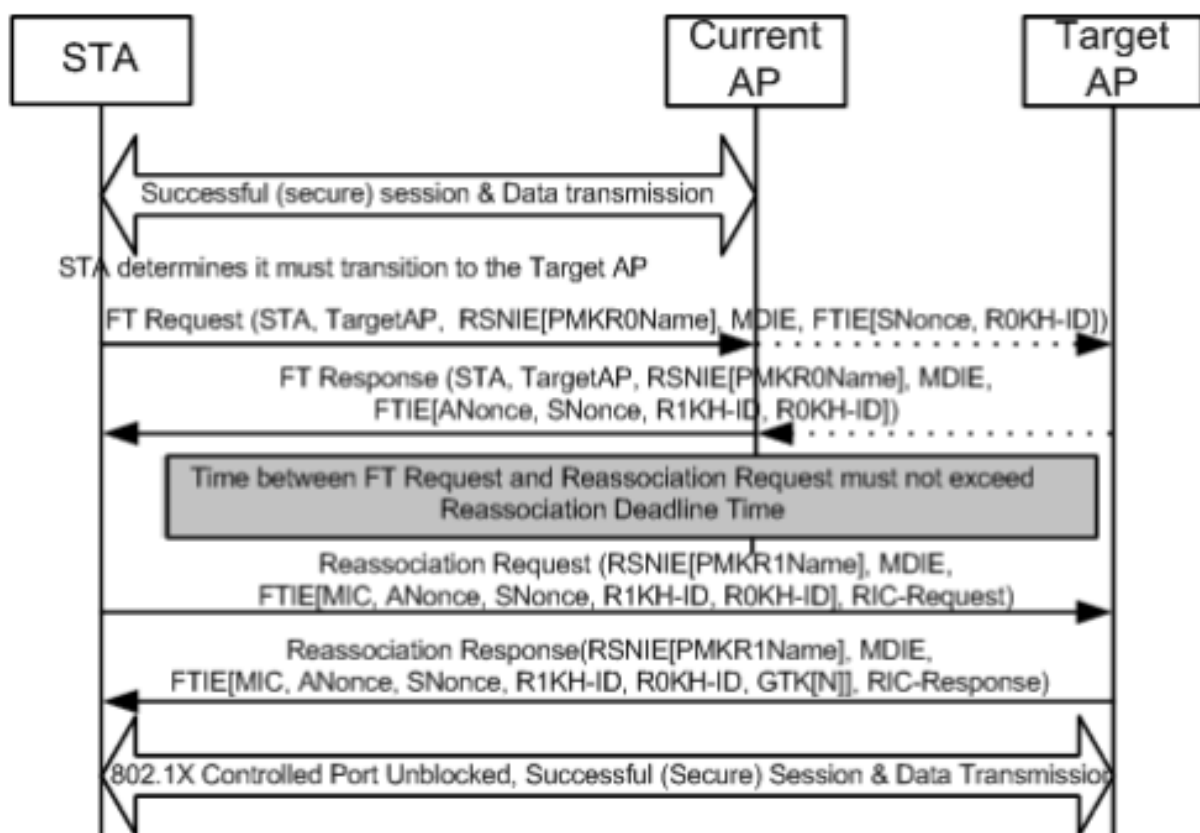 STA
Current
AP
Target
AP
Successful (secure) session & Data transmission
STA determines it must transition to the Target AP
FT Request (STA, TargetAP, RSNIE[PMKR0Name], MDIE, FTIE[SNonce, R0KH-ID])
FT Response (STA, TargetAP, RSNIE[PMKR0Name], MDIE,
FTIE[ANonce, SNonce, R1KH-ID, R0KH-ID])
Time between FT Request and Reassociation Request must not exceed
Reassociation Deadline Time
Reassociation Request (RSNIE[PMKR1Name], MDIE,
FTIE[MIC, ANonce, SNonce, R1KH-ID, R0KH-ID], RIC-Request)
Reassociation Response(RSNIE[PMKR1Name], MDIE,
FTIE[MIC, ANonce, SNonce, R1KH-ID, R0KH-ID, GTK[N]], RIC-Response)
802.1X Controlled Port Unblocked, Successful (Secure) Session & Data Transmission